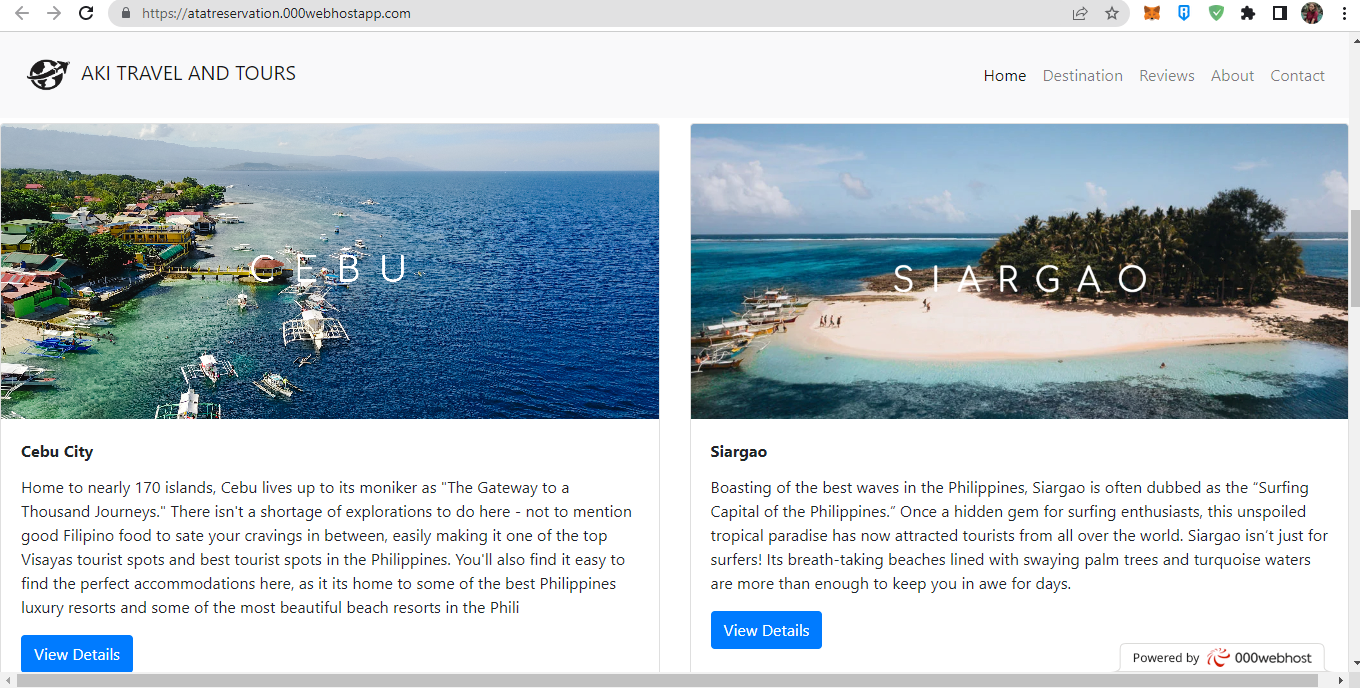 https://atatreservation.000webhostapp.com
AKI TRAVEL AND TOURS
Home Destination Reviews About Contact
CEBU
SIARGAO
Cebu City
Home to nearly 170 islands, Cebu lives up to its moniker as "The Gateway to a
Thousand Journeys." There isn't a shortage of explorations to do here - not to mention
good Filipino food to sate your cravings in between, easily making it one of the top
Visayas tourist spots and best tourist spots in the Philippines. You'll also find it easy to
find the perfect accommodations here, as it its home to some of the best Philippines
luxury resorts and some of the most beautiful beach resorts in the Phili
View Details
Siargao
Boasting of the best waves in the Philippines, Siargao is often dubbed as the “Surfing
Capital of the Philippines.” Once a hidden gem for surfing enthusiasts, this unspoiled
tropical paradise has now attracted tourists from all over the world. Siargao isn’t just for
surfers! Its breath-taking beaches lined with swaying palm trees and turquoise waters
are more than enough to keep you in awe for days.
View Details
Powered by 000webhost